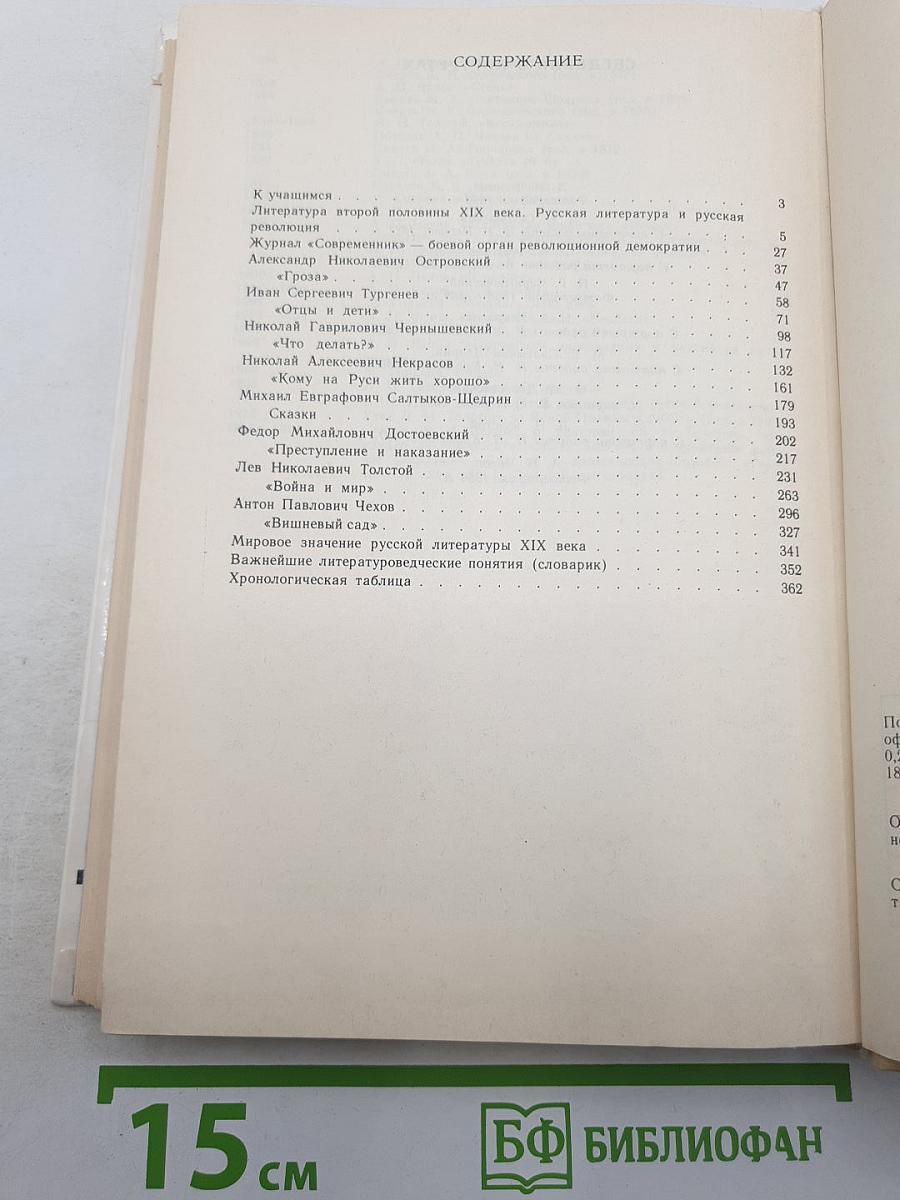 СОДЕРЖАНИЕ
К учащимся . . . . . . . . . . . . . . . . . . . . 3
Литература второй половины XIX века. Русская литература и русская
революция . . . . . . . . . . . . . . . . . . . . 5
Журнал «Современник» — боевой орган революционной демократии . . 27
Александр Николаевич Островский . . . . . . . . . . . . 37
«Гроза» . . . . . . . . . . . . . . . . . . . . 47
Иван Сергеевич Тургенев . . . . . . . . . . . . . . . 58
«Отцы и дети» . . . . . . . . . . . . . . . . . 71
Николай Гаврилович Чернышевский . . . . . . . . . . . . 98
«Что делать?» . . . . . . . . . . . . . . . . . 117
Николай Алексеевич Некрасов . . . . . . . . . . . . . . 132
«Кому на Руси жить хорошо» . . . . . . . . . . . . 161
Михаил Евграфович Салтыков-Щедрин . . . . . . . . . . . 179
Сказки . . . . . . . . . . . . . . . . . . . . 193
Федор Михайлович Достоевский . . . . . . . . . . . . . 202
«Преступление и наказание» . . . . . . . . . . . . . 217
Лев Николаевич Толстой . . . . . . . . . . . . . . . 231
«Война и мир» . . . . . . . . . . . . . . . . . 263
Антон Павлович Чехов . . . . . . . . . . . . . . . . 296
«Вишневый сад» . . . . . . . . . . . . . . . . . 327
Мировое значение русской литературы XIX века . . . . . . . 341
Важнейшие литературоведческие понятия (словарик) . . . . . . 352
Хронологическая таблица . . . . . . . . . . . . . . . 362
15 см
БФ БИБЛИОФАН